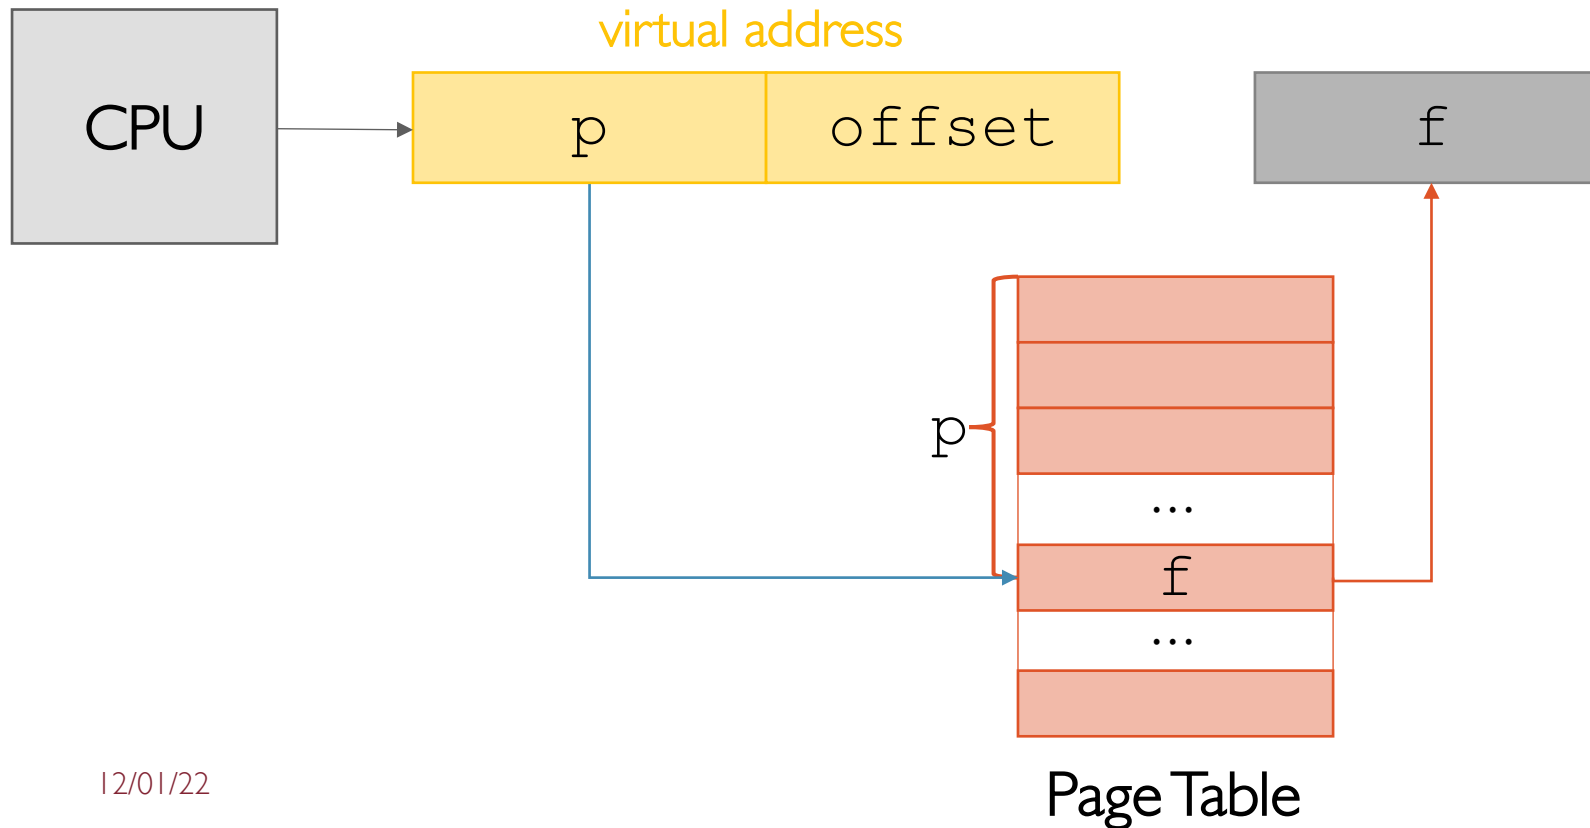 virtual address
CPU
p offset
f
p
...
f
...
12/01/22
Page Table